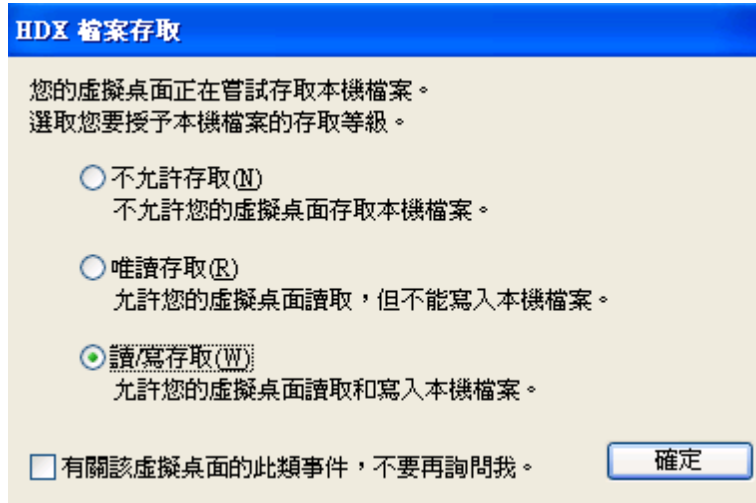 HDX 檔案存取
您的虛擬桌面正在嘗試存取本機檔案。
選取您要授予本機檔案的存取等級。
不允許存取(N)
不允許您的虛擬桌面存取本機檔案。
唯讀存取(R)
允許您的虛擬桌面讀取，但不能寫入本機檔案。
讀/寫存取(W)
允許您的虛擬桌面讀取和寫入本機檔案。
有關該虛擬桌面的此類事件，不要再詢問我。 確定